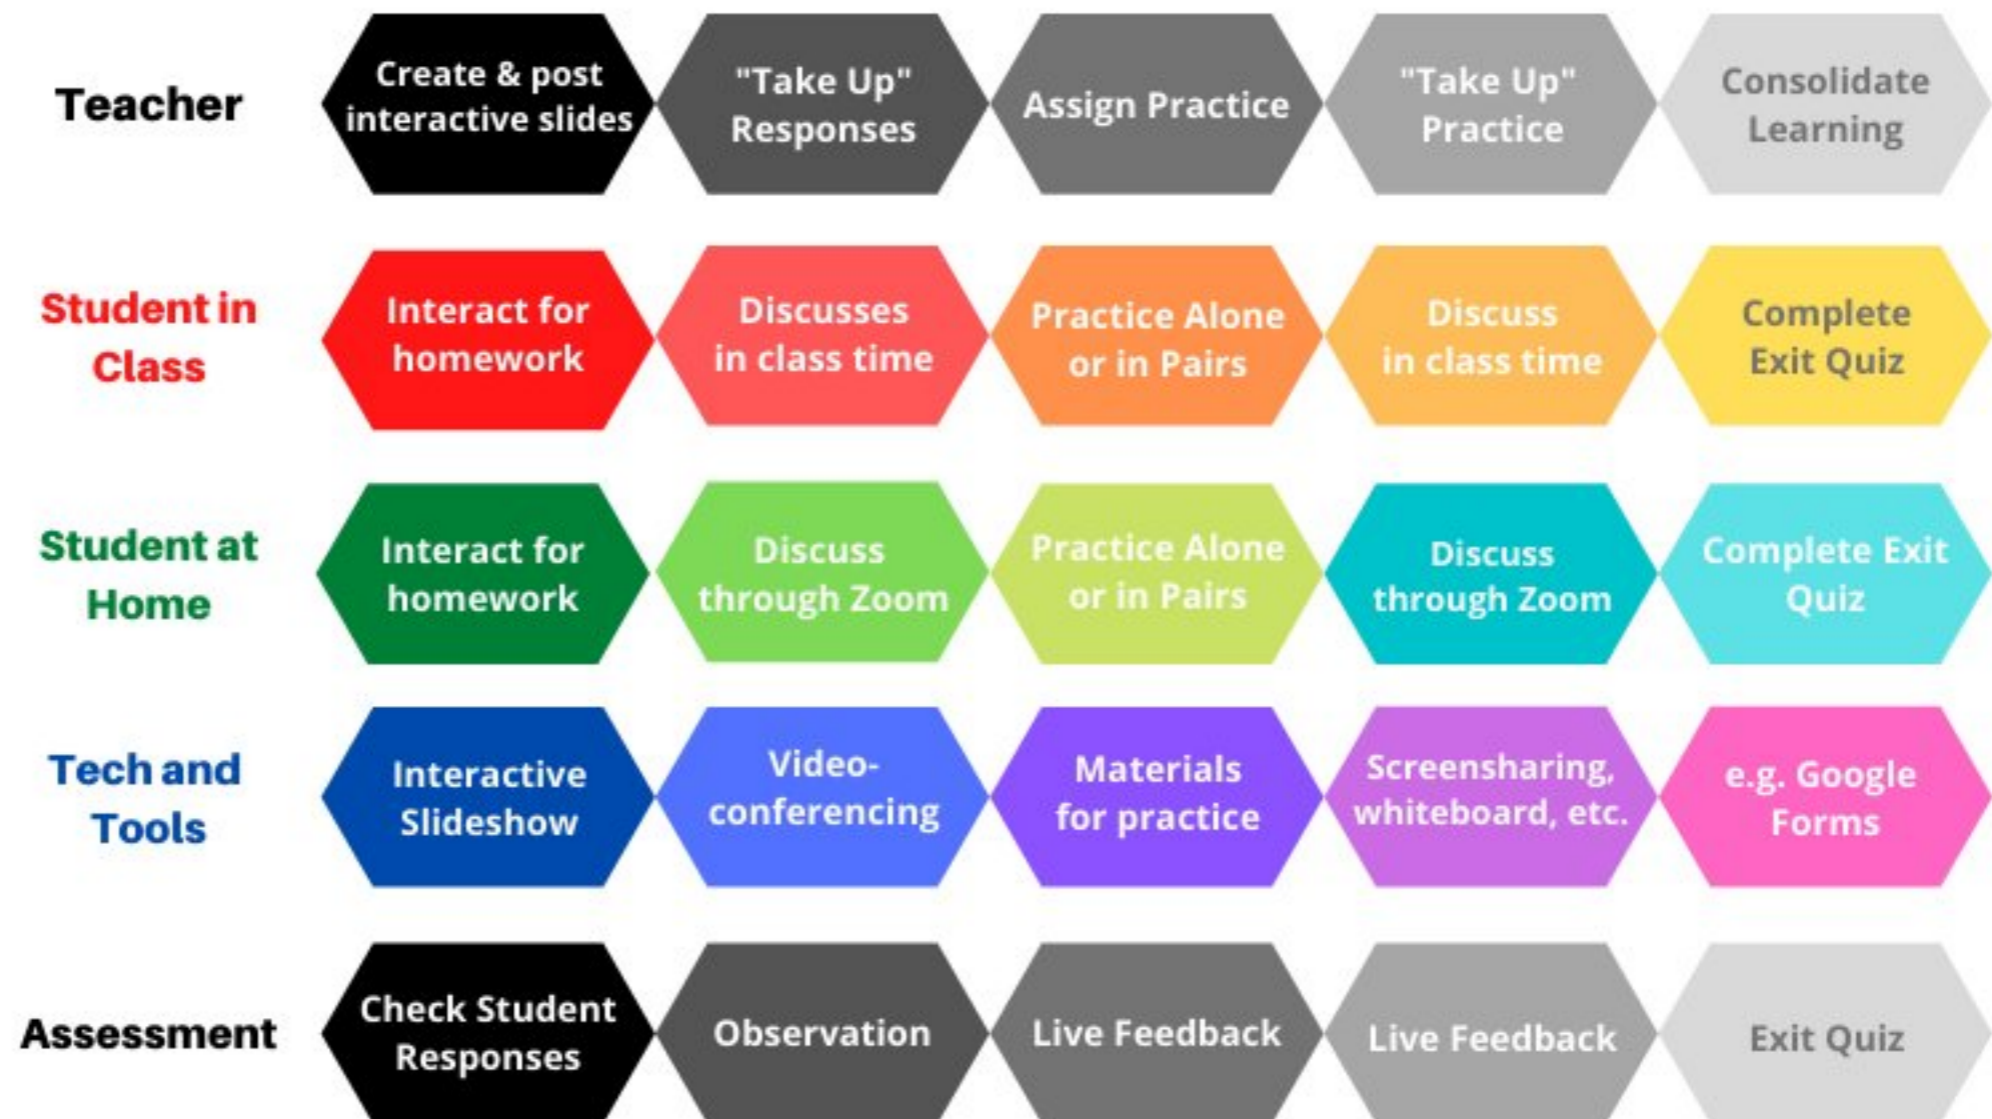 Teacher
Create & post
interactive slides
"Take Up"
Responses
Assign Practice
"Take Up"
Practice
Consolidate
Learning
Student in
Class
Interact for
homework
Discusses
in class time
Practice Alone
or in Pairs
Discuss
in class time
Complete
Exit Quiz
Student at
Home
Interact for
homework
Discuss
through Zoom
Practice Alone
or in Pairs
Discuss
through Zoom
Complete Exit
Quiz
Tech and
Tools
Interactive
Slideshow
Video-
conferencing
Materials
for practice
Screensharing,
whiteboard, etc.
e.g. Google
Forms
Assessment
Check Student
Responses
Observation
Live Feedback
Live Feedback
Exit Quiz